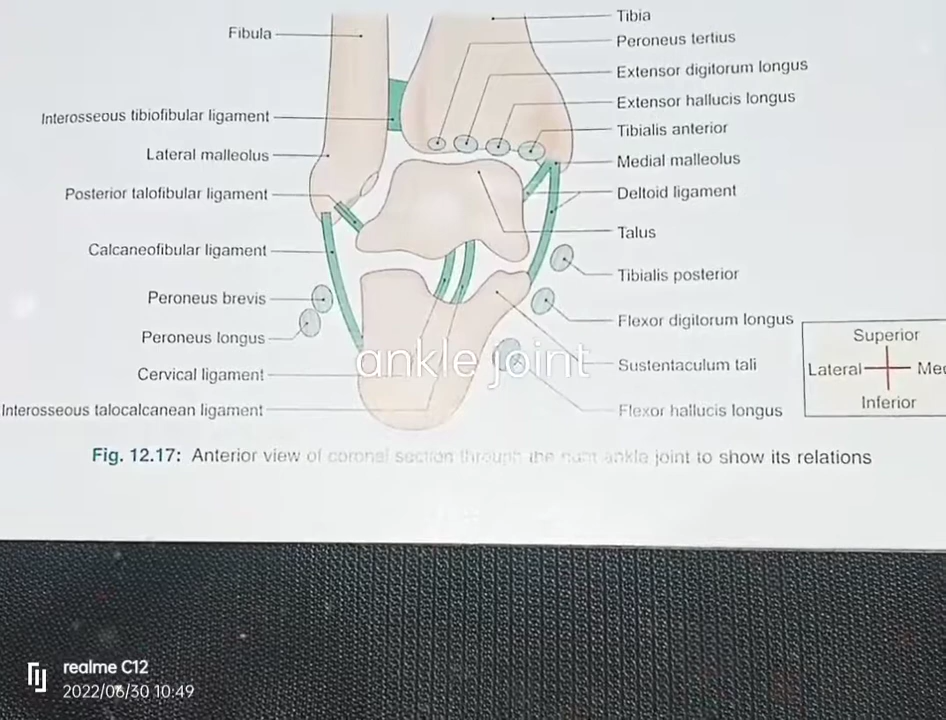 Fibula
Interosseous tibiofibular ligament
Lateral malleolus
Posterior talofibular ligament
Calcaneofibular ligament
Peroneus brevis
Peroneus longus
Cervical ligament
Interosseous talocalcanean ligament
Tibia
Peroneus tertius
Extensor digitorum longus
Extensor hallucis longus
Tibialis anterior
Medial malleolus
Deltoid ligament
Talus
Tibialis posterior
Flexor digitorum longus
Sustentaculum tali
Flexor hallucis longus
Superior
Lateral
Inferior
ankle joint
Fig. 12.17: Anterior view of coronal section through the right ankle joint to show its relations
realme C12
2022/06/30 10:49